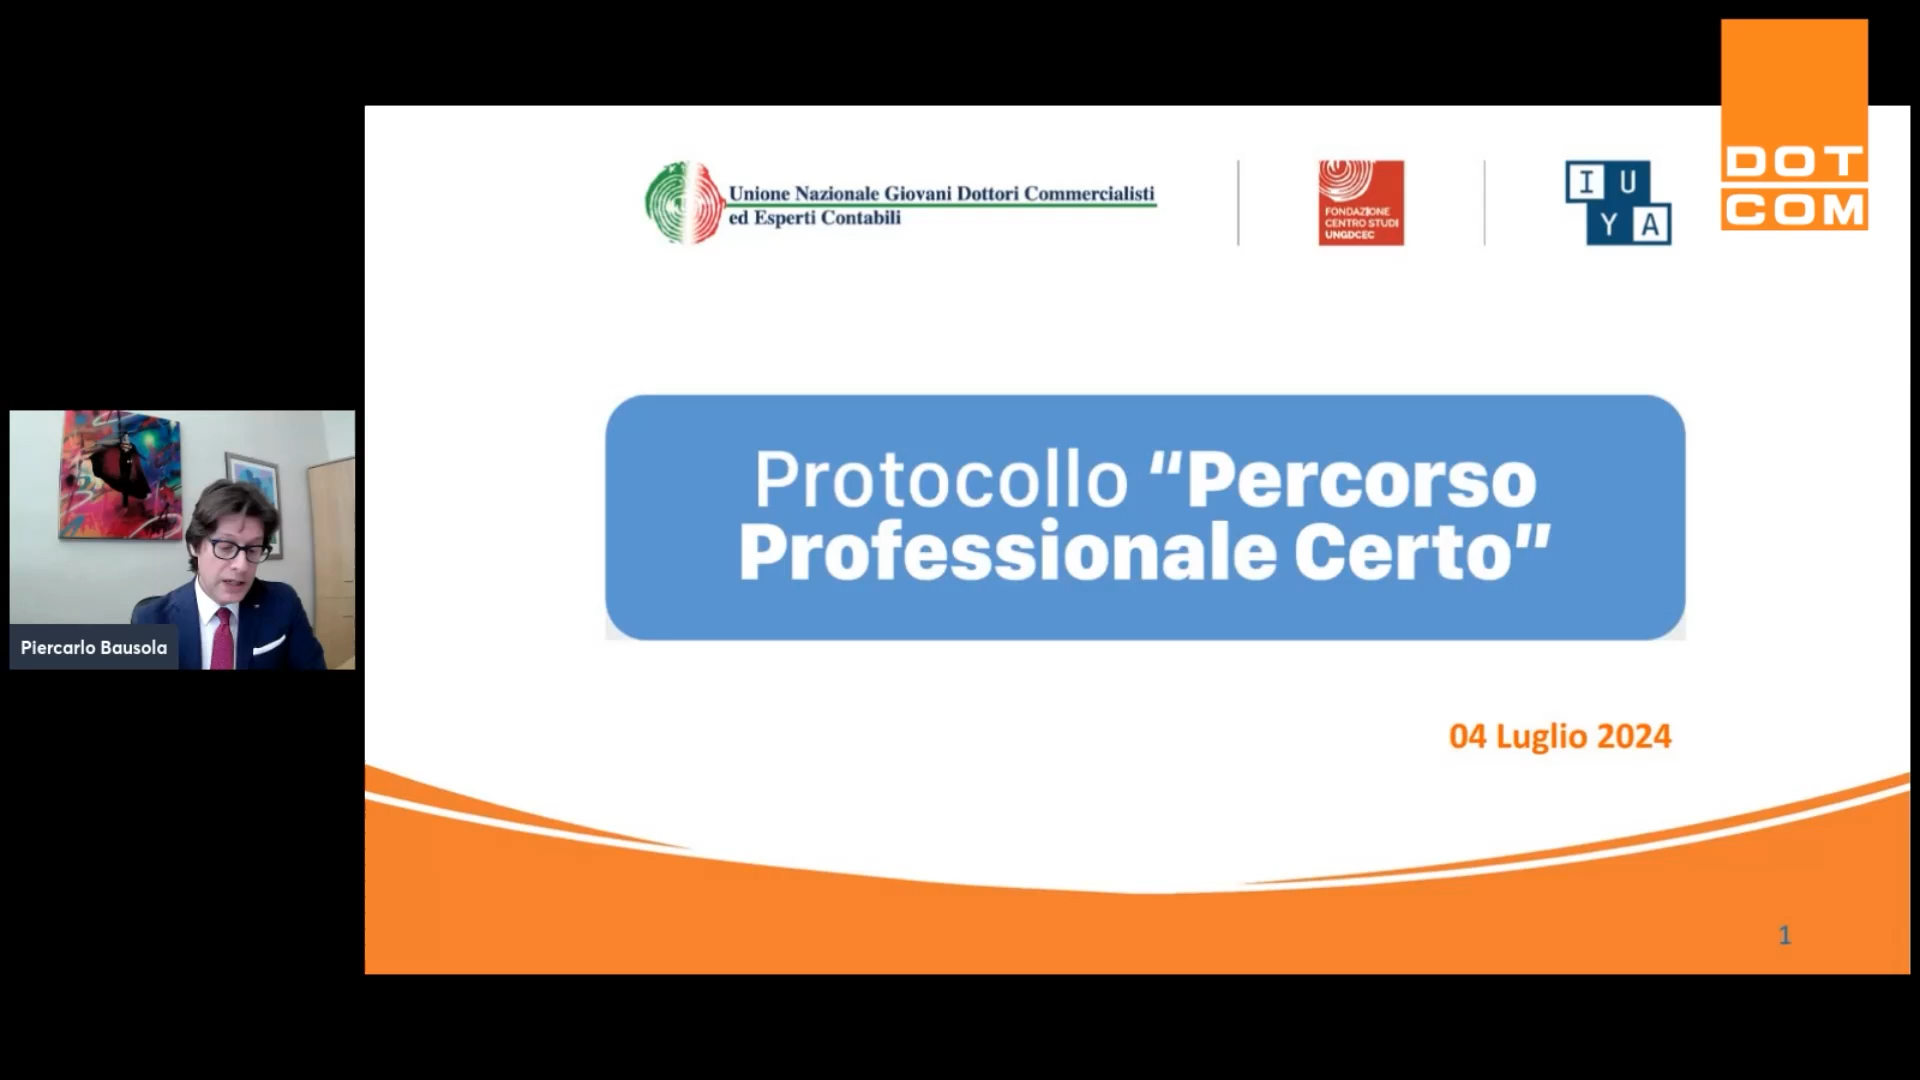 Unione Nazionale Giovani Dottori Commercialisti
ed Esperti Contabili
FONDAZIONE
CENTRO STUDI
UNGDCEC
I U
Y A
DOT
COM
Protocollo “Percorso
Professionale Certo”
Piercarlo Bausola
04 Luglio 2024
1